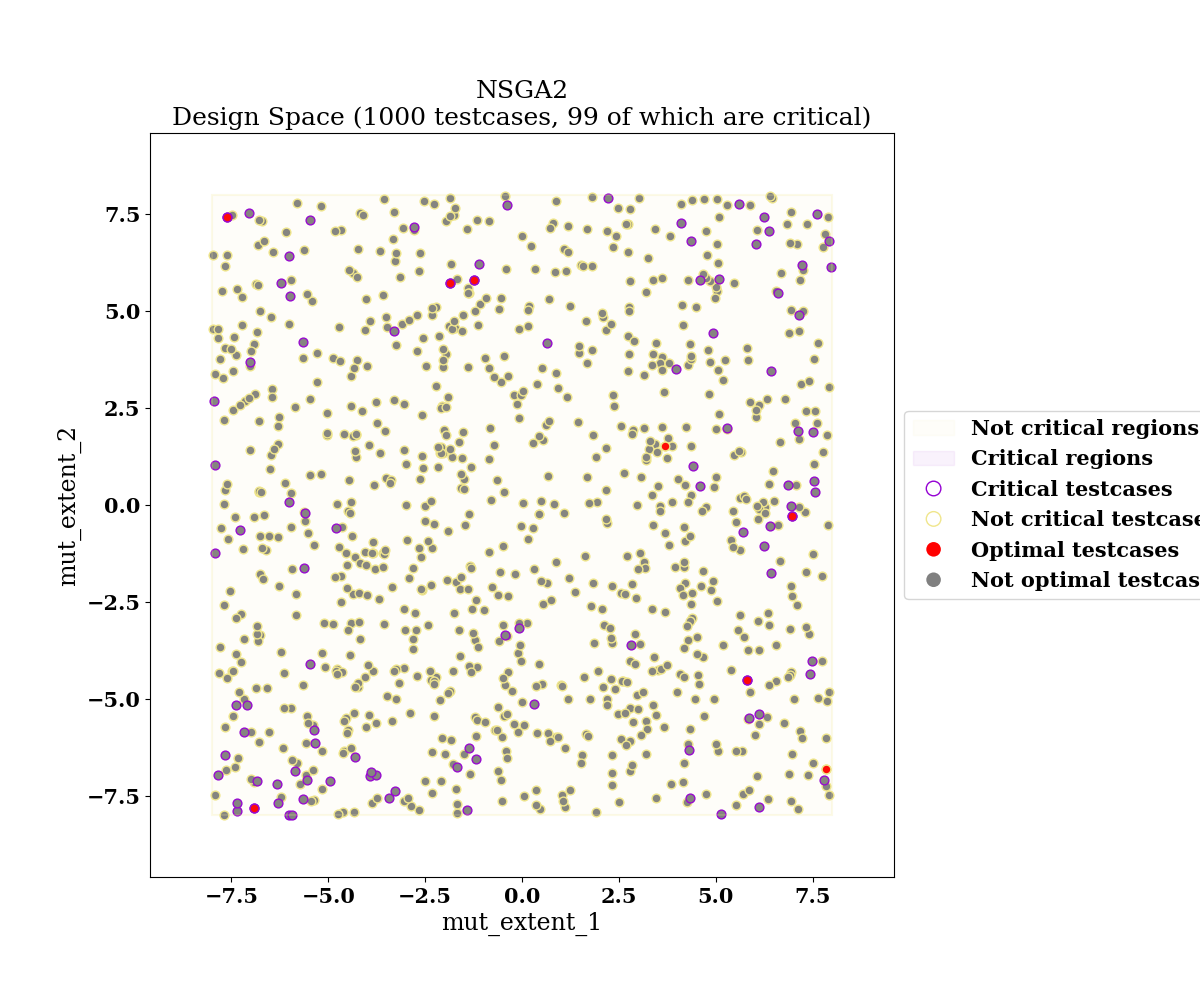 NSGA2
Design Space (1000 testcases, 99 of which are critical)
mut_extent_2
7.5
5.0
2.5
0.0
−2.5
−5.0
−7.5
−7.5
−5.0
−2.5
0.0
2.5
5.0
7.5
mut_extent_1
Not critical regions
Critical regions
Critical testcases
Not critical testcase
Optimal testcases
Not optimal testcas